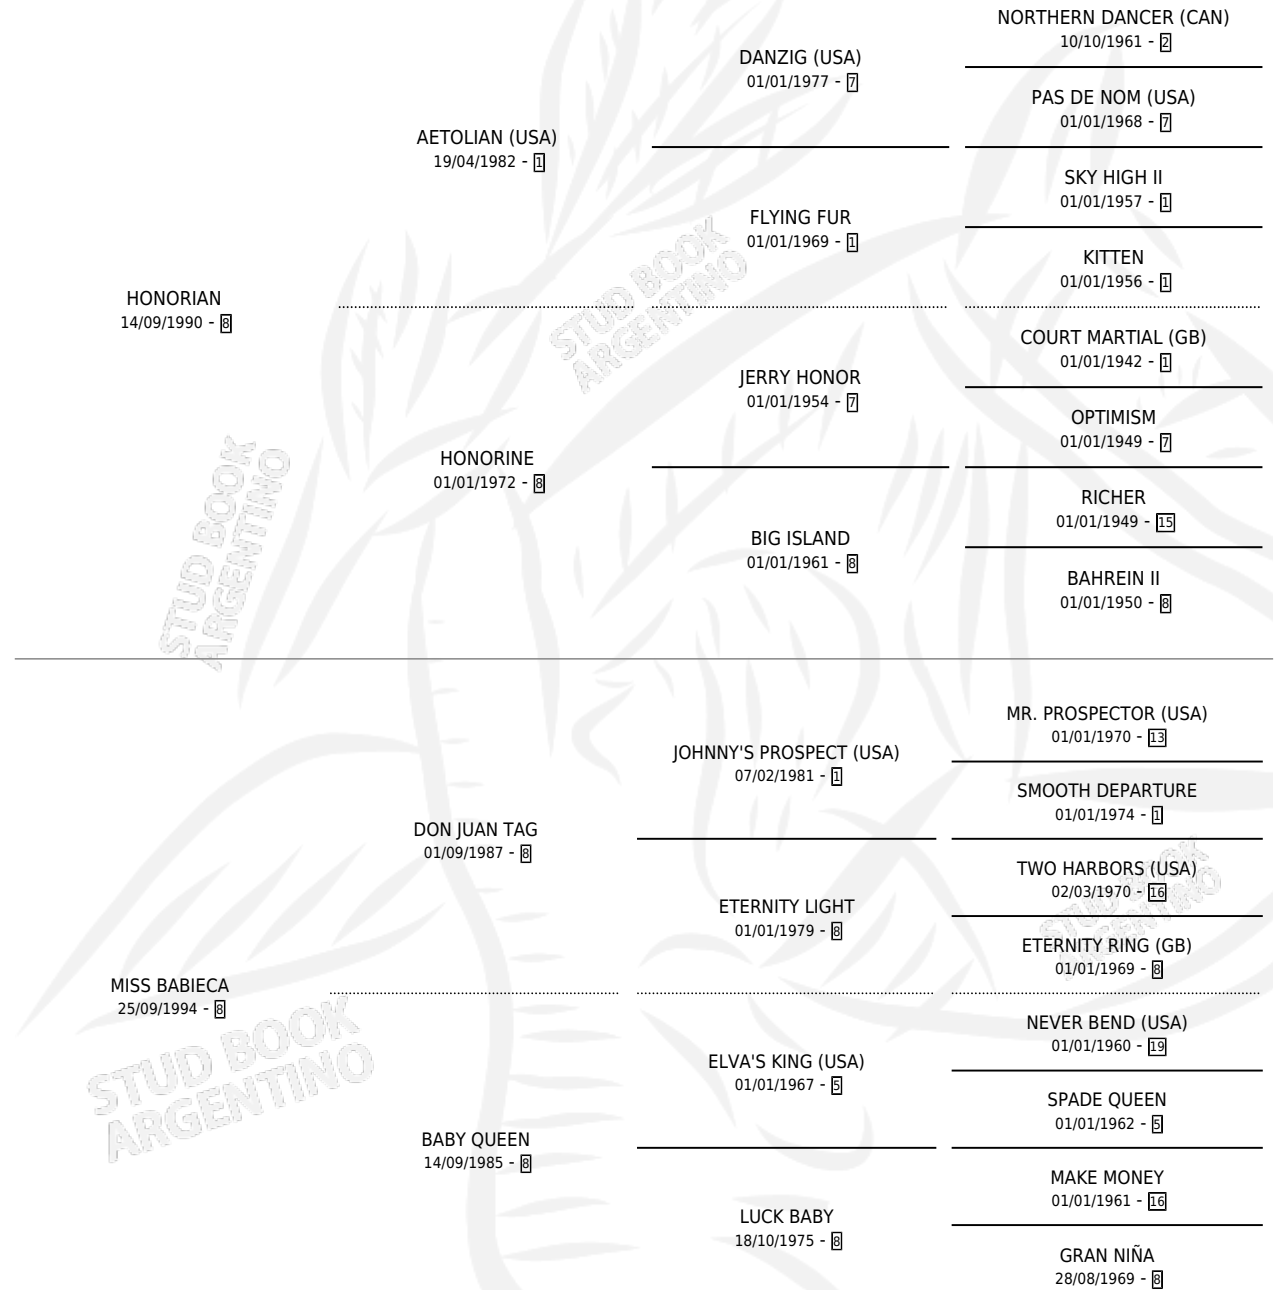 NORTHERN DANCER (CAN)
10/10/1961 - 2
DANZIG (USA)
01/01/1977 - 7
PAS DE NOM (USA)
01/01/1968 - 7
AETOLIAN (USA)
19/04/1982 - 1
SKY HIGH II
01/01/1957 - 1
FLYING FUR
01/01/1969 - 1
KITTEN
01/01/1956 - 1
HONORIAN
14/09/1990 - 8
COURT MARTIAL (GB)
01/01/1942 - 1
JERRY HONOR
01/01/1954 - 7
OPTIMISM
01/01/1949 - 7
HONORINE
01/01/1972 - 8
RICHER
01/01/1949 - 15
BIG ISLAND
01/01/1961 - 8
BAHREIN II
01/01/1950 - 8
STUD BOOK
ARGENTINO
STUD BOOK
ARGENTINO
MR. PROSPECTOR (USA)
01/01/1970 - 13
JOHNNY'S PROSPECT (USA)
07/02/1981 - 1
SMOOTH DEPARTURE
01/01/1974 - 1
DON JUAN TAG
01/09/1987 - 8
TWO HARBORS (USA)
02/03/1970 - 16
ETERNITY LIGHT
01/01/1979 - 8
ETERNITY RING (GB)
01/01/1969 - 8
MISS BABIECA
25/09/1994 - 8
NEVER BEND (USA)
01/01/1960 - 19
ELVA'S KING (USA)
01/01/1967 - 5
SPADE QUEEN
01/01/1962 - 5
BABY QUEEN
14/09/1985 - 8
MAKE MONEY
01/01/1961 - 16
LUCK BABY
18/10/1975 - 8
GRAN NIÑA
28/08/1969 - 8
STUD BOOK
ARGENTINO
STUD BOOK
ARGENTINO